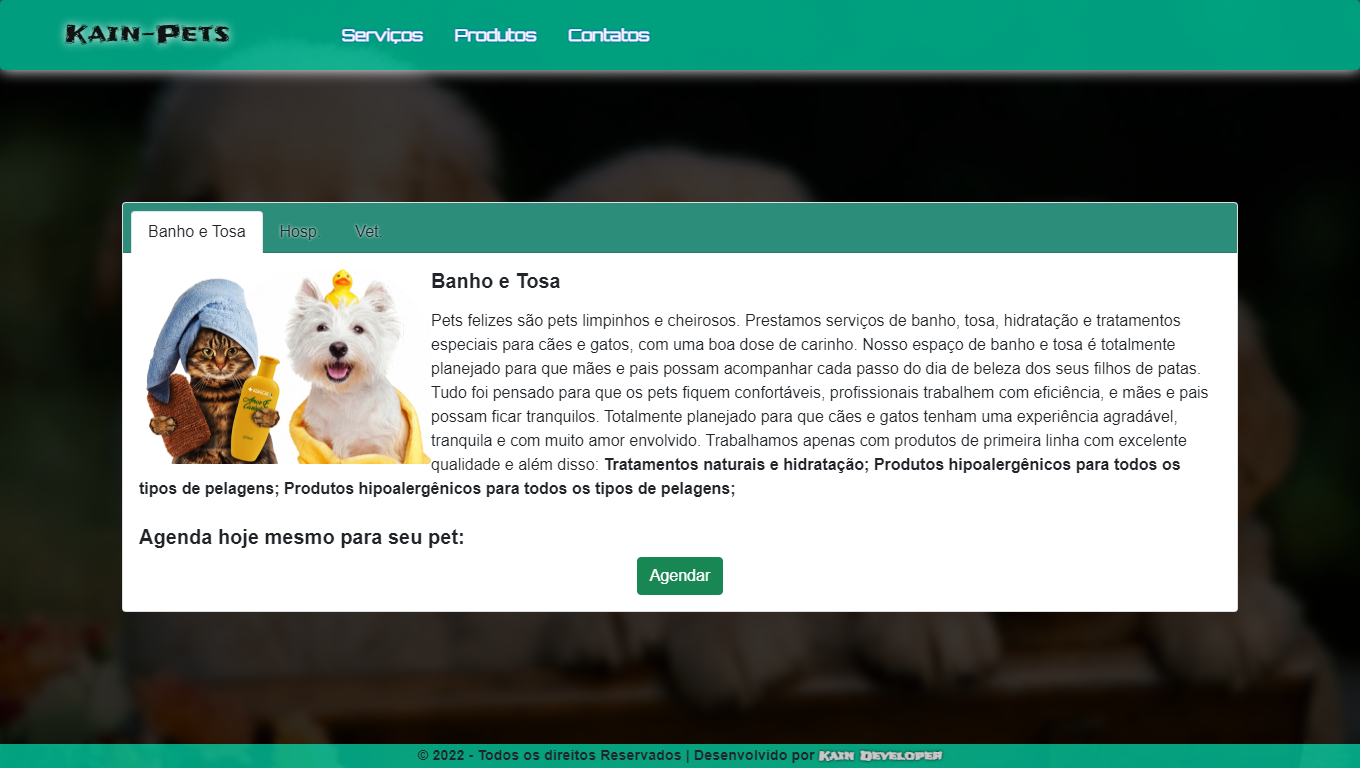 Kain-Pets
Serviços Produtos Contatos
Banho e Tosa Hosp. Vet.
Banho e Tosa
Pets felizes são pets limpinhos e cheirosos. Prestamos serviços de banho, tosa, hidratação e tratamentos
especiais para cães e gatos, com uma boa dose de carinho. Nosso espaço de banho e tosa é totalmente
planejado para que mães e pais possam acompanhar cada passo do dia de beleza dos seus filhos de patas.
Tudo foi pensado para que os pets fiquem confortáveis, profissionais trabalhem com eficiência, e mães e pais
possam ficar tranquilos. Totalmente planejado para que cães e gatos tenham uma experiência agradável,
tranquila e com muito amor envolvido. Trabalhamos apenas com produtos de primeira linha com excelente
qualidade e além disso: Tratamentos naturais e hidratação; Produtos hipoalergênicos para todos os
tipos de pelagens; Produtos hipoalergênicos para todos os tipos de pelagens;
Agenda hoje mesmo para seu pet:
Agendar
© 2022 - Todos os direitos Reservados | Desenvolvido por Kain Developer